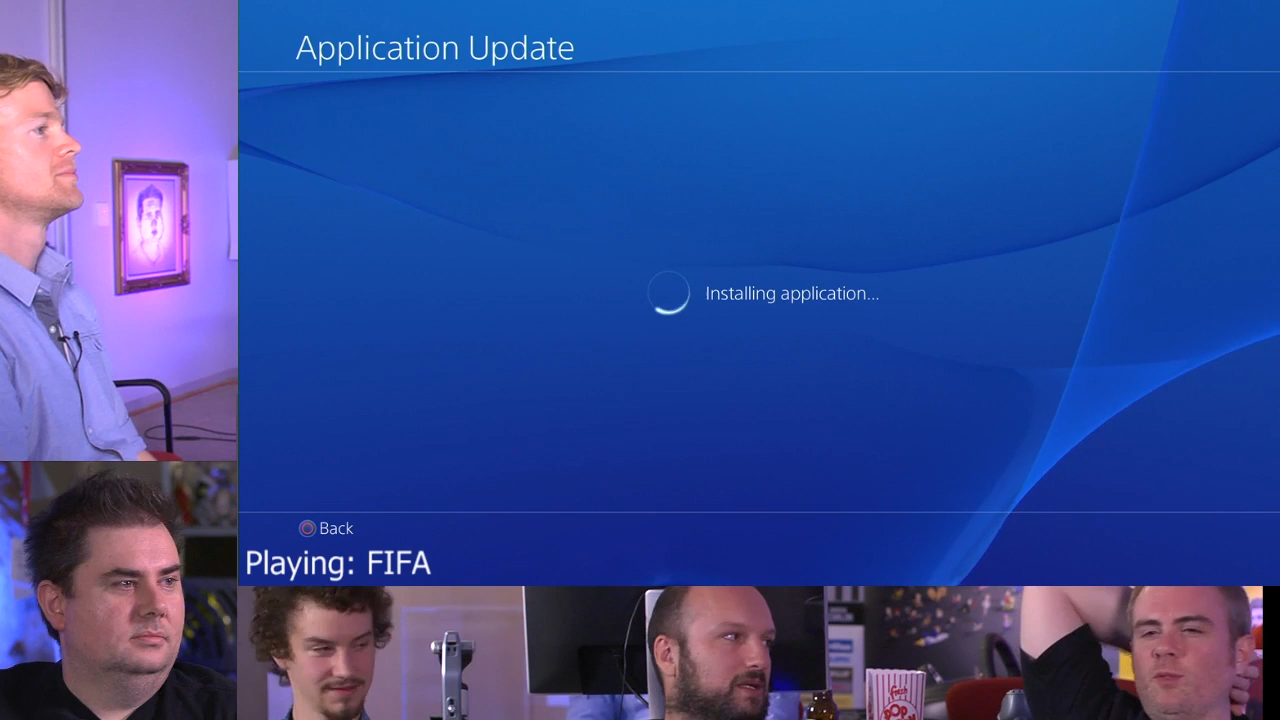 Application Update
Installing application...
Back
Playing: FIFA
fresh
POP